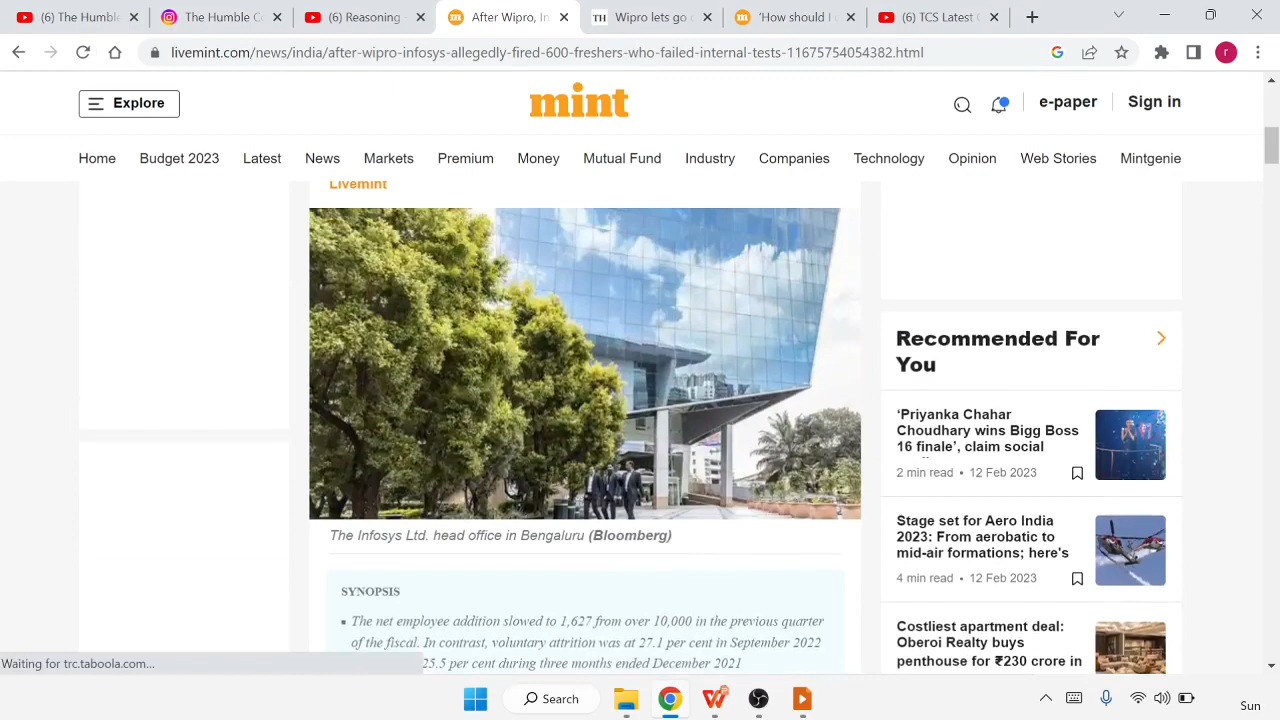 (6) The Humble
The Humble C
(6) Reasoning
After Wipro, In
TH Wipro lets go
'How should I
(6) TCS Latest
livemint.com/news/india/after-wipro-infosys-allegedly-fired-600-freshers-who-failed-internal-tests-11675754054382.html
r
Explore
mint
e-paper
Sign in
Home Budget 2023 Latest News Markets Premium Money Mutual Fund Industry Companies Technology Opinion Web Stories Mintgenie
Livemint
The Infosys Ltd. head office in Bengaluru (Bloomberg)
SYNOPSIS
▪ The net employee addition slowed to 1,627 from over 10,000 in the previous quarter
of the fiscal. In contrast, voluntary attrition was at 27.1 per cent in September 2022
25.5 per cent during three months ended December 2021
Recommended For
You
‘Priyanka Chahar
Choudhary wins Bigg Boss
16 finale’, claim social
2 min read • 12 Feb 2023
Stage set for Aero India
2023: From aerobatic to
mid-air formations; here's
4 min read • 12 Feb 2023
Costliest apartment deal:
Oberoi Realty buys
penthouse for ₹230 crore in
Waiting for trc.taboola.com...
Search
Sun